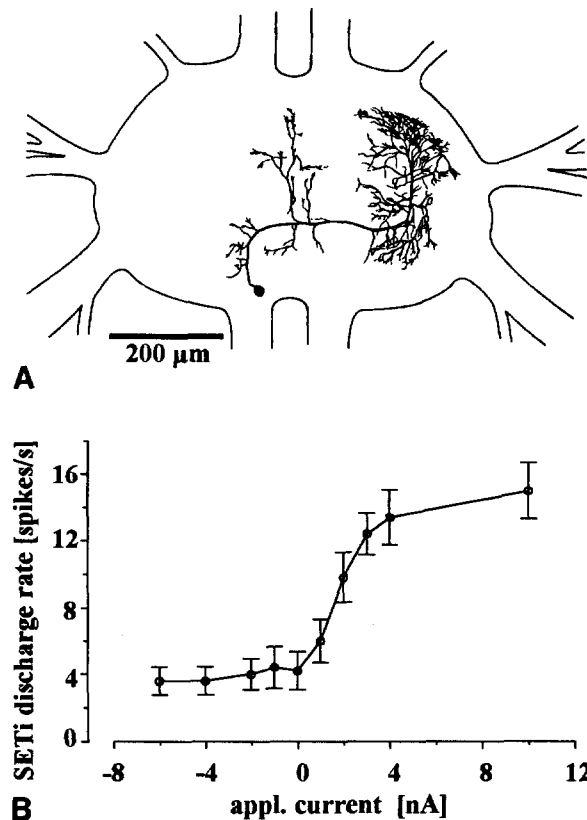 200 µm
A
SETi discharge rate [spikes/s]
16
12
8
4
0
-8
-4
0
4
8
12
appl. current [nA]
B